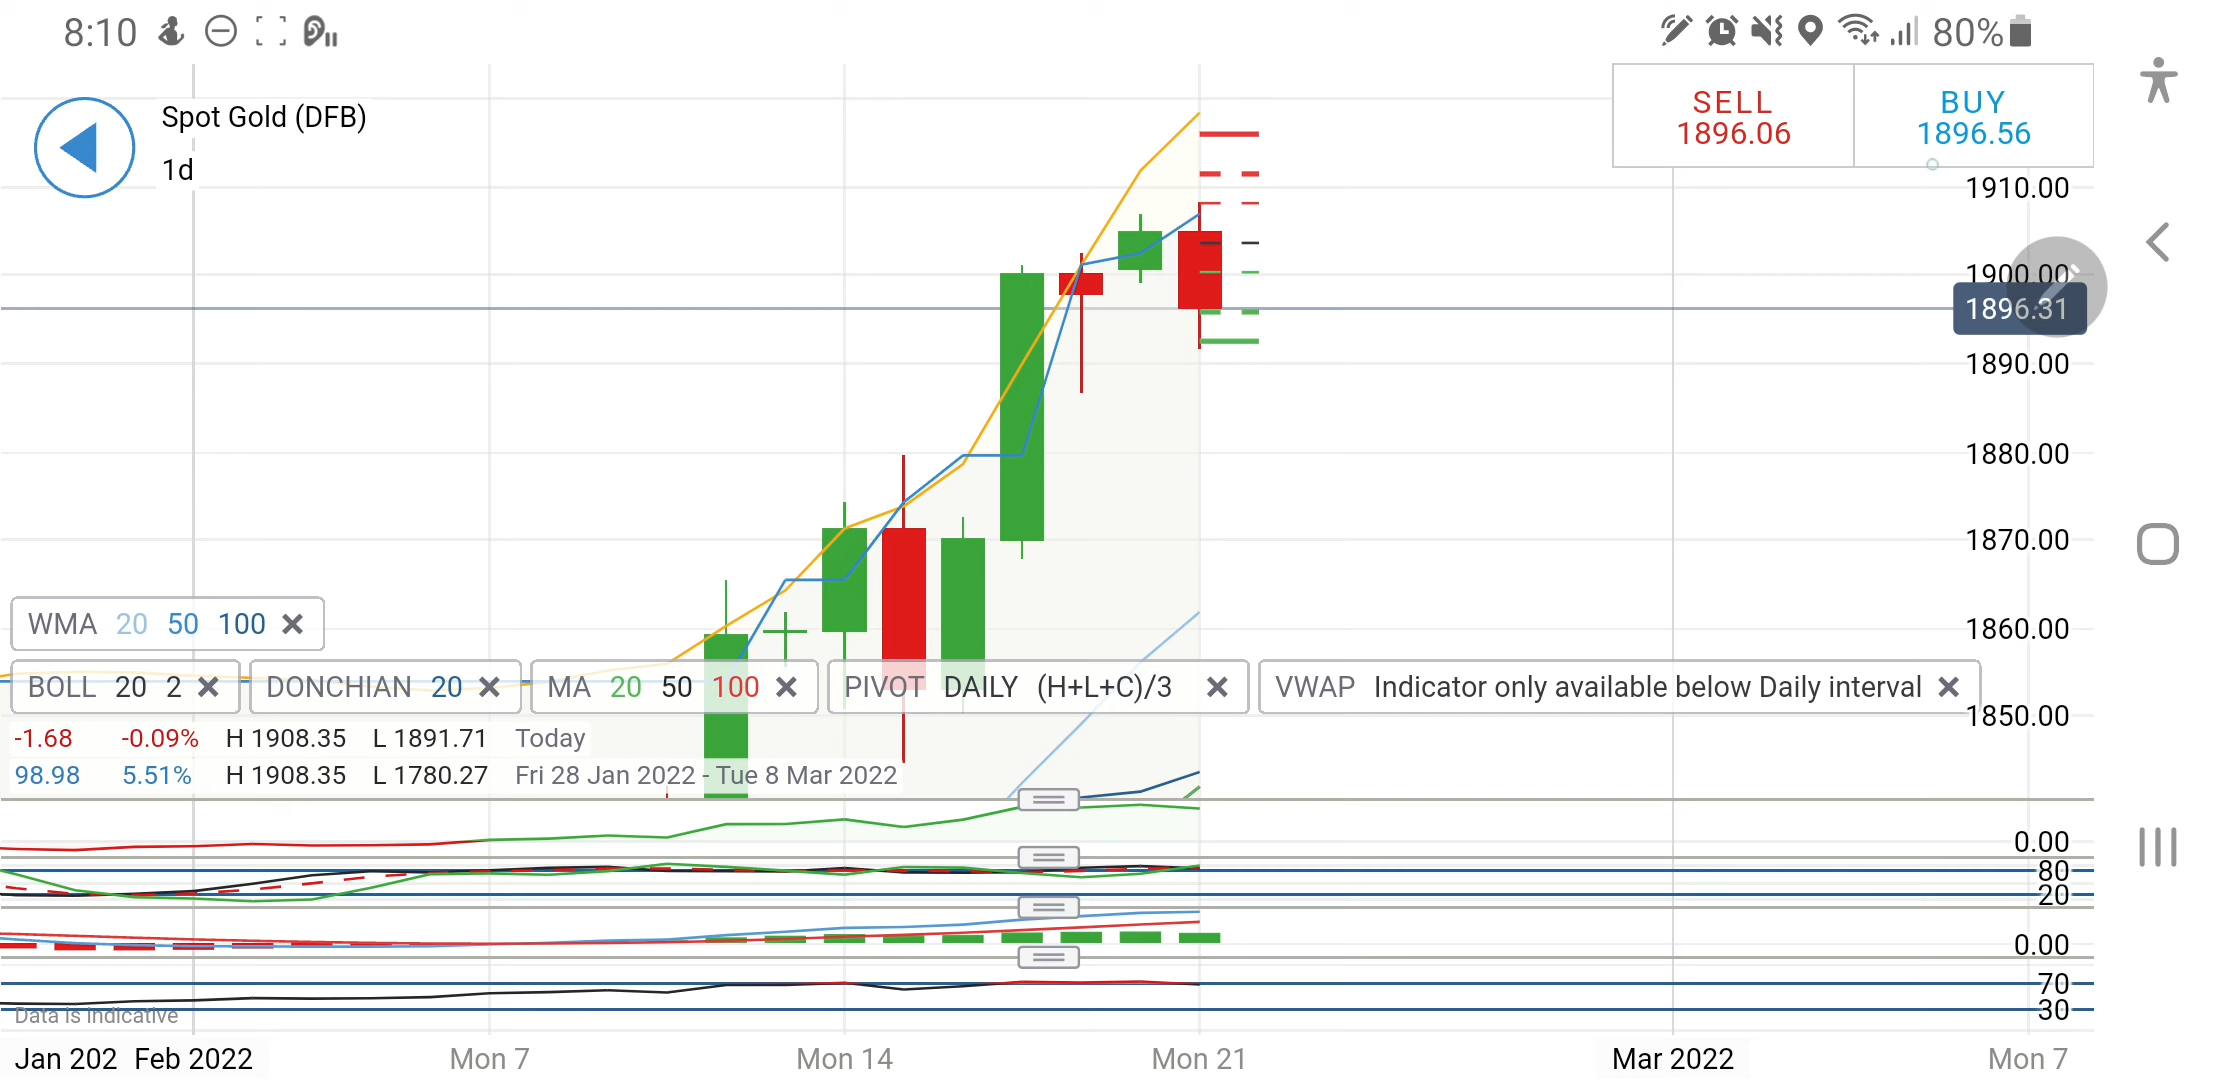 8:10 80%
Spot Gold (DFB)
1d
SELL
1896.06
BUY
1896.56
1910.00
1900.00
1896.31
1890.00
1880.00
1870.00
1860.00
1850.00
WMA 20 50 100
BOLL 20 2 DONCHIAN 20 MA 20 50 100 PIVOT DAILY (H+L+C)/3 VWAP Indicator only available below Daily interval
-1.68 -0.09% H 1908.35 L 1891.71 Today
98.98 5.51% H 1908.35 L 1780.27 Fri 28 Jan 2022 - Tue 8 Mar 2022
0.00
80
20
0.00
70
30
Data is indicative
Jan 202 Feb 2022 Mon 7 Mon 14 Mon 21 Mar 2022 Mon 7